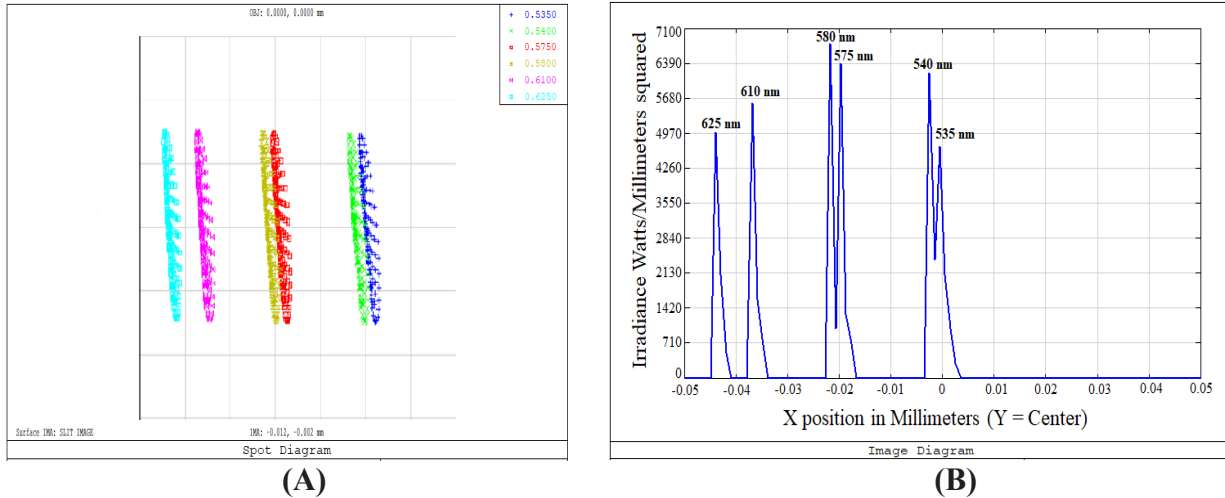 OBJ: 0.0000, 0.0000 mm
+ 0.5350
× 0.5400
0.5750
0.5800
0.6100
0.6250
Surface IMA: SLIT IMAGE
IMA: -0.012, -0.002 mm
Spot Diagram
(A)
Irradiance Watts/Millimeters squared
7100
6390
5680
4970
4260
3550
2840
2130
1420
710
0
625 nm
610 nm
580 nm
575 nm
540 nm
535 nm
-0.05 -0.04 -0.03 -0.02 -0.01 0 0.01 0.02 0.03 0.04 0.05
X position in Millimeters (Y = Center)
Image Diagram
(B)